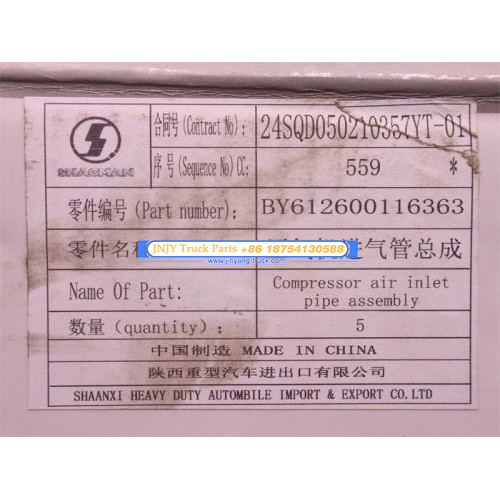 合同号(Contract No): 24SQD050210357YT-01
SHACMAN
序号(Sequence No)CC: 559 *
零件编号(Part number): BY612600116363
零件名称 进气管总成
JNJY Truck Parts +86 18754130588
www.jinyang-truck.com
Name Of Part: Compressor air inlet
pipe assembly
数量(quantity): 5
中国制造 MADE IN CHINA
陕西重型汽车进出口有限公司
SHAANXI HEAVY DUTY AUTOMBILE IMPORT & EXPORT CO.LTD